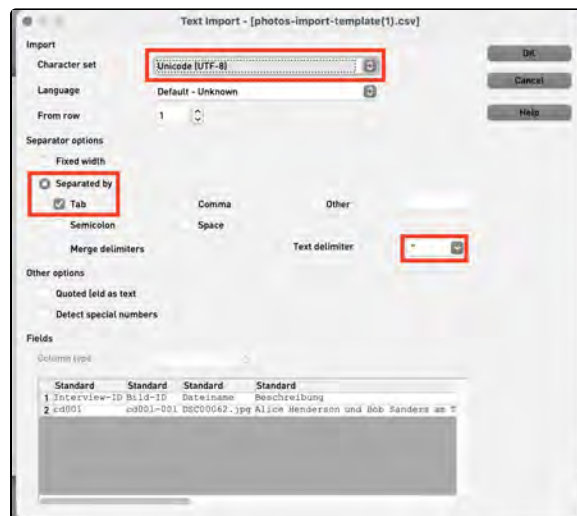 Text Import - [photos-import-template(1).csv]
Import
Character set Unicode (UTF-8)
OK
Cancel
Language Default - Unknown
From row 1
Help
Separator options
Fixed width
Separated by
Tab Comma Other
Semicolon Space
Merge delimiters Text delimiter "
Other options
Quoted field as text
Detect special numbers
Fields
Column type
Standard Standard Standard Standard
1 Interview-ID Bild-ID Dateiname Beschreibung
2 cd001 cd001-001 DSC00062.jpg Alice Henderson und Bob Sanders am T